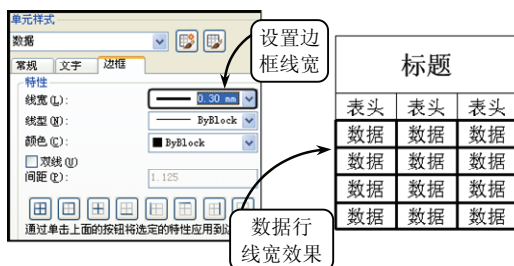 单元样式
数据
常规 文字 边框
特性
线宽(L): 0.30 mm
线型(N): ByBlock
颜色(C): ByBlock
双线(U)
间距(P): 1.125
通过单击上面的按钮将选定的特性应用到
设置边
框线宽
数据行
线宽效果
标题
表头 表头 表头
数据 数据 数据
数据 数据 数据
数据 数据 数据
数据 数据 数据